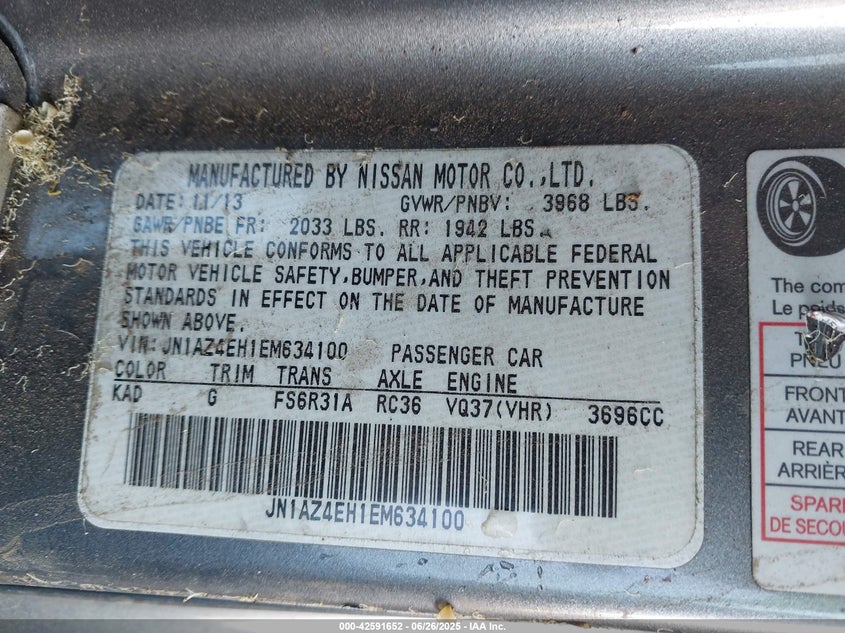 MANUFACTURED BY NISSAN MOTOR CO.,LTD.
DATE: 11/13 GVWR/PNBV: 3968 LBS.
GAWR/PNBE FR: 2033 LBS. RR: 1942 LBS.
THIS VEHICLE CONFORMS TO ALL APPLICABLE FEDERAL
MOTOR VEHICLE SAFETY,BUMPER,AND THEFT PREVENTION
STANDARDS IN EFFECT ON THE DATE OF MANUFACTURE
SHOWN ABOVE.
VIN:JN1AZ4EH1EM634100 PASSENGER CAR
COLOR TRIM TRANS AXLE ENGINE
KAD G FS6R31A RC36 VQ37(VHR) 3696CC
JN1AZ4EH1EM634100
The com
Le poids
PNEU
FRONT
AVANT
REAR
ARRIÈR
SPARE
DE SECOU
000-42591652 | 06/26/2025 | IAA, Inc.